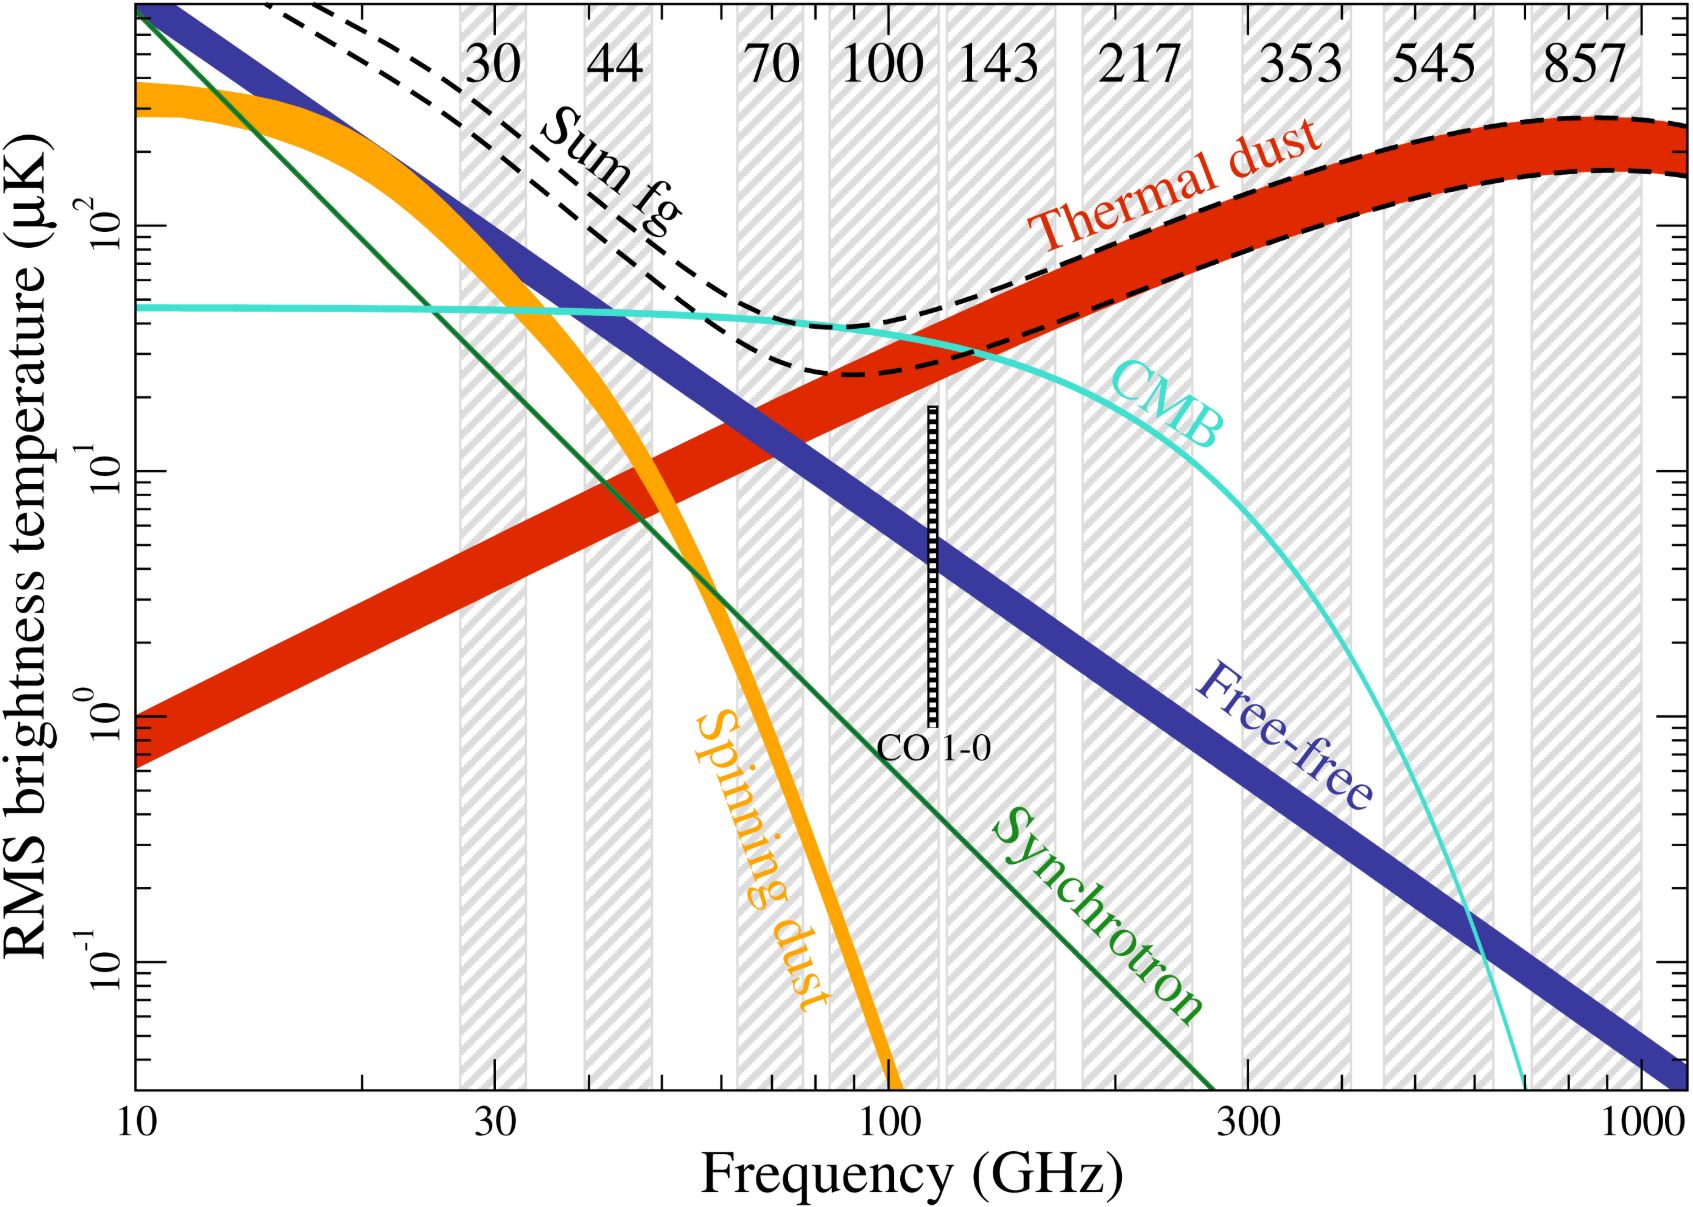 30 44 70 100 143 217 353 545 857
Sum fg
Thermal dust
CMB
Free-free
CO 1-0
Spinning dust
Synchrotron
RMS brightness temperature (μK)
10²
10¹
10⁰
10⁻¹
10 30 100 300 1000
Frequency (GHz)